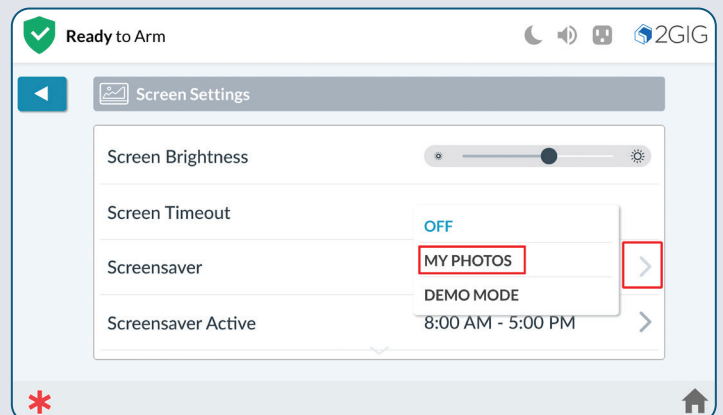 Ready to Arm
2GIG
Screen Settings
Screen Brightness
Screen Timeout
OFF
MY PHOTOS
Screensaver
DEMO MODE
Screensaver Active
8:00 AM - 5:00 PM